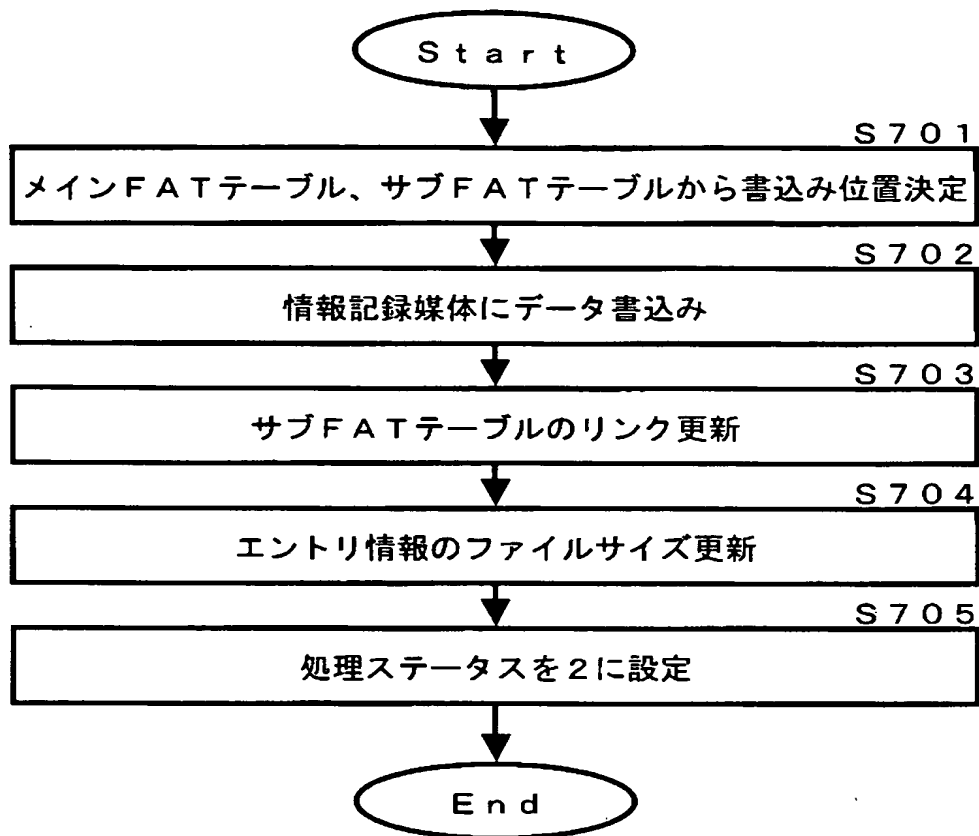 Start
S701
メインFATテーブル、サブFATテーブルから書込み位置決定
S702
情報記録媒体にデータ書込み
S703
サブFATテーブルのリンク更新
S704
エントリ情報のファイルサイズ更新
S705
処理ステータスを2に設定
End